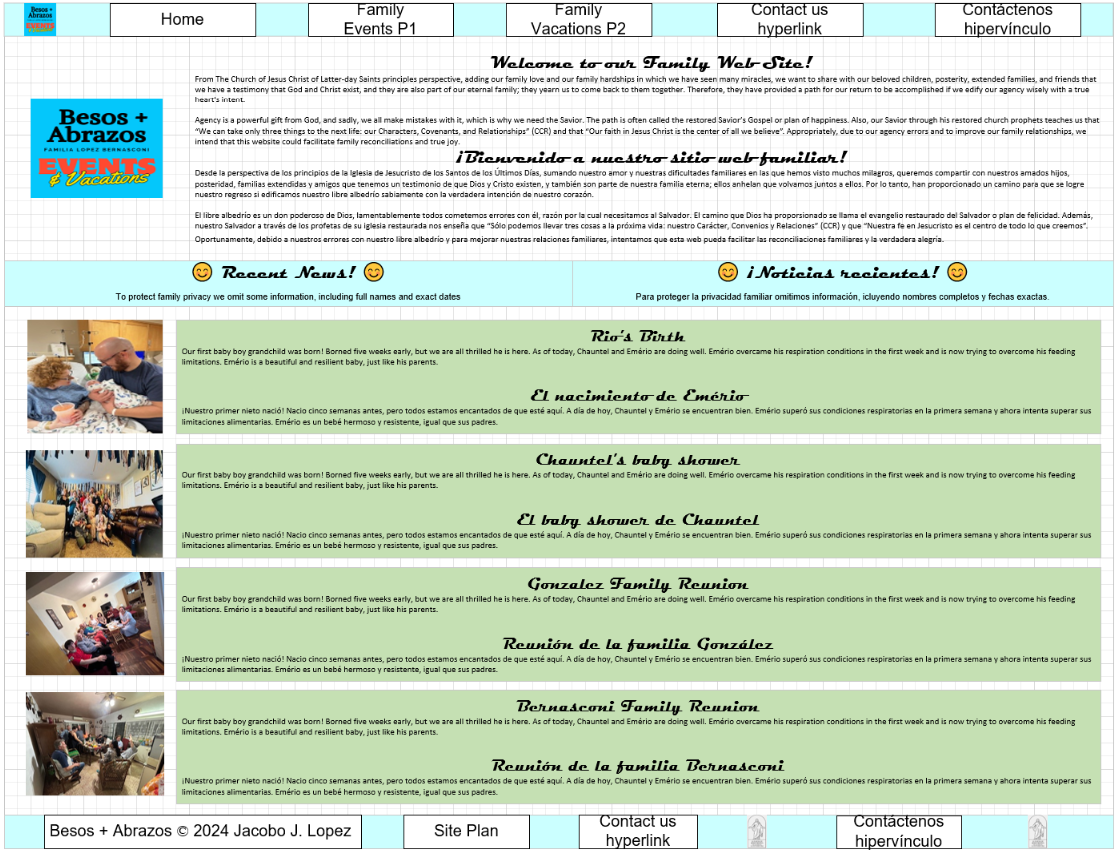 Besos +
Abrazos
EVENTS
Home
Family
Events P1
Family
Vacations P2
Contact us
hyperlink
Contáctenos
hipervínculo
Besos +
Abrazos
FAMILIA LOPEZ BERNASCONI
EVENTS
& Vacations
Welcome to our Family Web Site!
From The Church of Jesus Christ of Latter-day Saints principles perspective, adding our family love and our family hardships in which we have seen many miracles, we want to share with our beloved children, posterity, extended families, and friends that
we have a testimony that God and Christ exist, and they are also part of our eternal family; they yearn us to come back to them together. Therefore, they have provided a path for our return to be accomplished if we edify our agency wisely with a true
heart's intent.
Agency is a powerful gift from God, and sadly, we all make mistakes with it, which is why we need the Savior. The path is often called the restored Savior's Gospel or plan of happiness. Also, our Savior through his restored church prophets teaches us that
“We can take only three things to the next life: our Characters, Covenants, and Relationships” (CCR) and that “Our faith in Jesus Christ is the center of all we believe”. Appropriately, due to our agency errors and to improve our family relationships, we
intend that this website could facilitate family reconciliations and true joy.
¡Bienvenido a nuestro sitio web familiar!
Desde la perspectiva de los principios de la Iglesia de Jesucristo de los Santos de los Últimos Días, sumando nuestro amor y nuestras dificultades familiares en las que hemos visto muchos milagros, queremos compartir con nuestros amados hijos,
posteridad, familias extendidas y amigos que tenemos un testimonio de que Dios y Cristo existen, y también son parte de nuestra familia eterna; ellos anhelan que volvamos juntos a ellos. Por lo tanto, han proporcionado un camino para que se logre
nuestro regreso si edificamos nuestro libre albedrío sabiamente con la verdadera intención de nuestro corazón.
El libre albedrío es un don poderoso de Dios, lamentablemente todos cometemos errores con él, razón por la cual necesitamos al Salvador. El camino que Dios ha proporsionado se llama el evangelio restaurado del Salvador o plan de felicidad. Además,
nuestro Salvador a través de los profetas de su iglesia restaurada nos enseña que “Sólo podemos llevar tres cosas a la próxima vida: nuestro Carácter, Convenios y Relaciones” (CCR) y que “Nuestra fe en Jesucristo es el centro de todo lo que creemos”.
Oportunamente, debido a nuestros errores con nuestro libre albedrío y para mejorar nuestras relaciones familiares, intentamos que esta web pueda facilitar las reconciliaciones familiares y la verdadera alegría.
Recent News!
¡Noticias recientes!
To protect family privacy we omit some information, including full names and exact dates
Para proteger la privacidad familiar omitimos información, icluyendo nombres completos y fechas exactas.
Rio's Birth
Our first baby boy grandchild was born! Borned five weeks early, but we are all thrilled he is here. As of today, Chauntel and Emério are doing well. Emério overcame his respiration conditions in the first week and is now trying to overcome his feeding
limitations. Emério is a beautiful and resilient baby, just like his parents.
El nacimiento de Emério
¡Nuestro primer nieto nació! Nacio cinco semanas antes, pero todos estamos encantados de que esté aquí. A día de hoy, Chauntel y Emério se encuentran bien. Emério superó sus condiciones respiratorias en la primera semana y ahora intenta superar sus
limitaciones alimentarias. Emério es un bebé hermoso y resistente, igual que sus padres.
Chauntel's baby shower
Our first baby boy grandchild was born! Borned five weeks early, but we are all thrilled he is here. As of today, Chauntel and Emério are doing well. Emério overcame his respiration conditions in the first week and is now trying to overcome his feeding
limitations. Emério is a beautiful and resilient baby, just like his parents.
El baby shower de Chauntel
¡Nuestro primer nieto nació! Nacio cinco semanas antes, pero todos estamos encantados de que esté aquí. A día de hoy, Chauntel y Emério se encuentran bien. Emério superó sus condiciones respiratorias en la primera semana y ahora intenta superar sus
limitaciones alimentarias. Emério es un bebé hermoso y resistente, igual que sus padres.
Gonzalez Family Reunion
Our first baby boy grandchild was born! Borned five weeks early, but we are all thrilled he is here. As of today, Chauntel and Emério are doing well. Emério overcame his respiration conditions in the first week and is now trying to overcome his feeding
limitations. Emério is a beautiful and resilient baby, just like his parents.
Reunión de la familia González
¡Nuestro primer nieto nació! Nacio cinco semanas antes, pero todos estamos encantados de que esté aquí. A día de hoy, Chauntel y Emério se encuentran bien. Emério superó sus condiciones respiratorias en la primera semana y ahora intenta superar sus
limitaciones alimentarias. Emério es un bebé hermoso y resistente, igual que sus padres.
Bernasconi Family Reunion
Our first baby boy grandchild was born! Borned five weeks early, but we are all thrilled he is here. As of today, Chauntel and Emério are doing well. Emério overcame his respiration conditions in the first week and is now trying to overcome his feeding
limitations. Emério is a beautiful and resilient baby, just like his parents.
Reunión de la familia Bernasconi
¡Nuestro primer nieto nació! Nacio cinco semanas antes, pero todos estamos encantados de que esté aquí. A día de hoy, Chauntel y Emério se encuentran bien. Emério superó sus condiciones respiratorias en la primera semana y ahora intenta superar sus
limitaciones alimentarias. Emério es un bebé hermoso y resistente, igual que sus padres.
Besos + Abrazos © 2024 Jacobo J. Lopez
Site Plan
Contact us
hyperlink
Contáctenos
hipervínculo